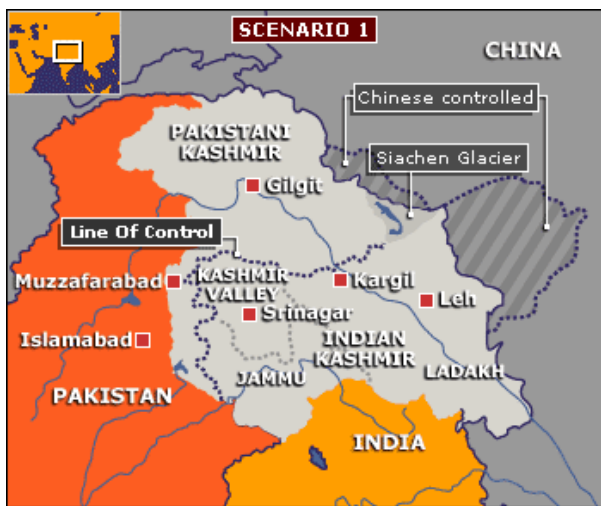 SCENARIO 1
CHINA
Chinese controlled
PAKISTANI
KASHMIR
Siachen Glacier
Gilgit
Line Of Control
Muzzafarabad
KASHMIR
VALLEY
Kargil
Leh
Srinagar
Islamabad
INDIAN
KASHMIR
LADAKH
JAMMU
PAKISTAN
INDIA